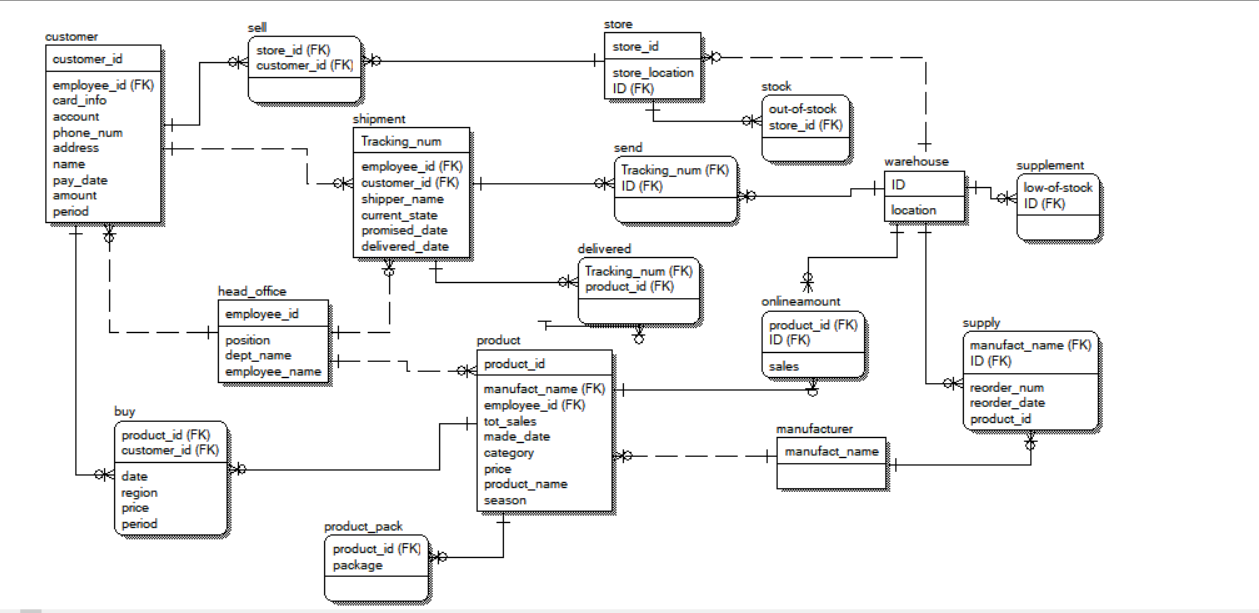 customer
customer_id
employee_id (FK)
card_info
account
phone_num
address
name
pay_date
amount
period
sell
store_id (FK)
customer_id (FK)
store
store_id
store_location
ID (FK)
stock
out-of-stock
store_id (FK)
shipment
Tracking_num
employee_id (FK)
customer_id (FK)
shipper_name
current_state
promised_date
delivered_date
send
Tracking_num (FK)
ID (FK)
warehouse
ID
location
supplement
low-of-stock
ID (FK)
delivered
Tracking_num (FK)
product_id (FK)
head_office
employee_id
position
dept_name
employee_name
onlineamount
product_id (FK)
ID (FK)
sales
supply
manufact_name (FK)
ID (FK)
reorder_num
reorder_date
product_id
product
product_id
manufact_name (FK)
employee_id (FK)
tot_sales
made_date
category
price
product_name
season
buy
product_id (FK)
customer_id (FK)
date
region
price
period
manufacturer
manufact_name
product_pack
product_id (FK)
package